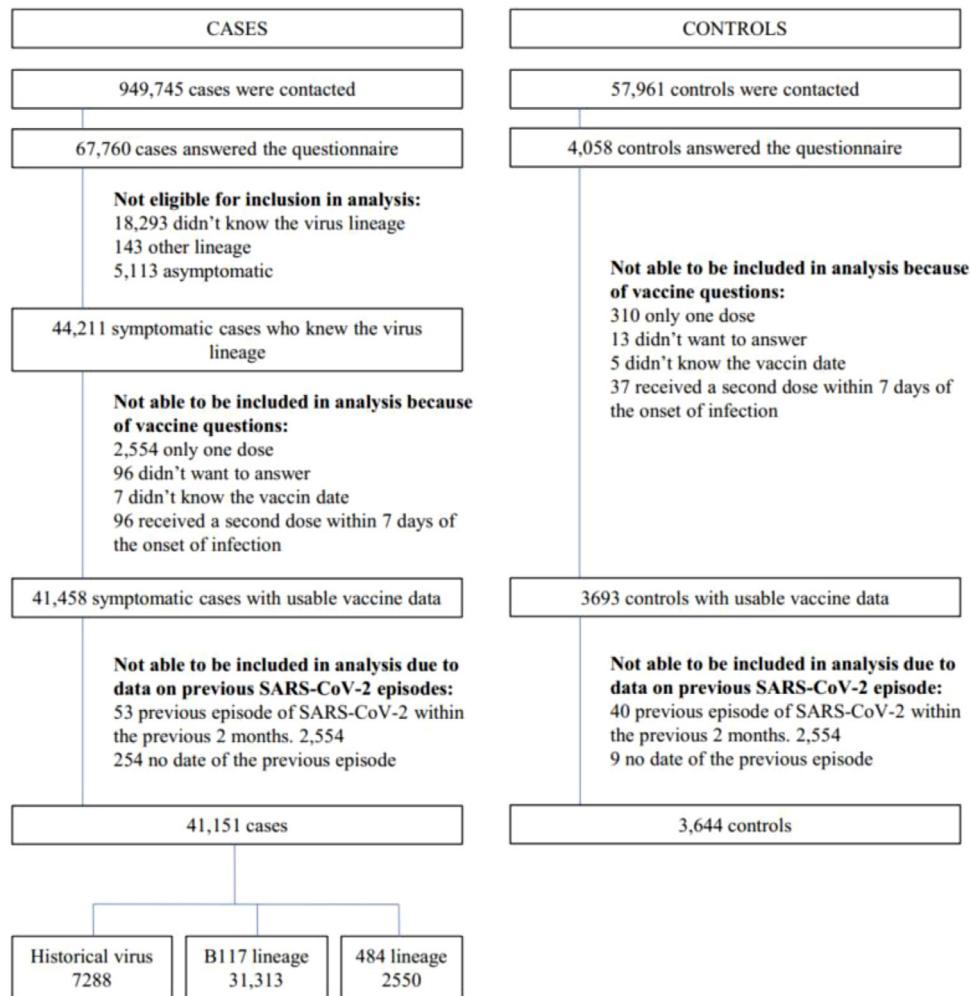 CASES
949,745 cases were contacted
67,760 cases answered the questionnaire
Not eligible for inclusion in analysis:
18,293 didn't know the virus lineage
143 other lineage
5,113 asymptomatic
44,211 symptomatic cases who knew the virus
lineage
Not able to be included in analysis because
of vaccine questions:
2,554 only one dose
96 didn't want to answer
7 didn't know the vaccin date
96 received a second dose within 7 days of
the onset of infection
41,458 symptomatic cases with usable vaccine data
Not able to be included in analysis due to
data on previous SARS-CoV-2 episodes:
53 previous episode of SARS-CoV-2 within
the previous 2 months. 2,554
254 no date of the previous episode
41,151 cases
Historical virus
7288
B117 lineage
31,313
484 lineage
2550
CONTROLS
57,961 controls were contacted
4,058 controls answered the questionnaire
Not able to be included in analysis because
of vaccine questions:
310 only one dose
13 didn't want to answer
5 didn't know the vaccin date
37 received a second dose within 7 days of
the onset of infection
3693 controls with usable vaccine data
Not able to be included in analysis due to
data on previous SARS-CoV-2 episode:
40 previous episode of SARS-CoV-2 within
the previous 2 months. 2,554
9 no date of the previous episode
3,644 controls